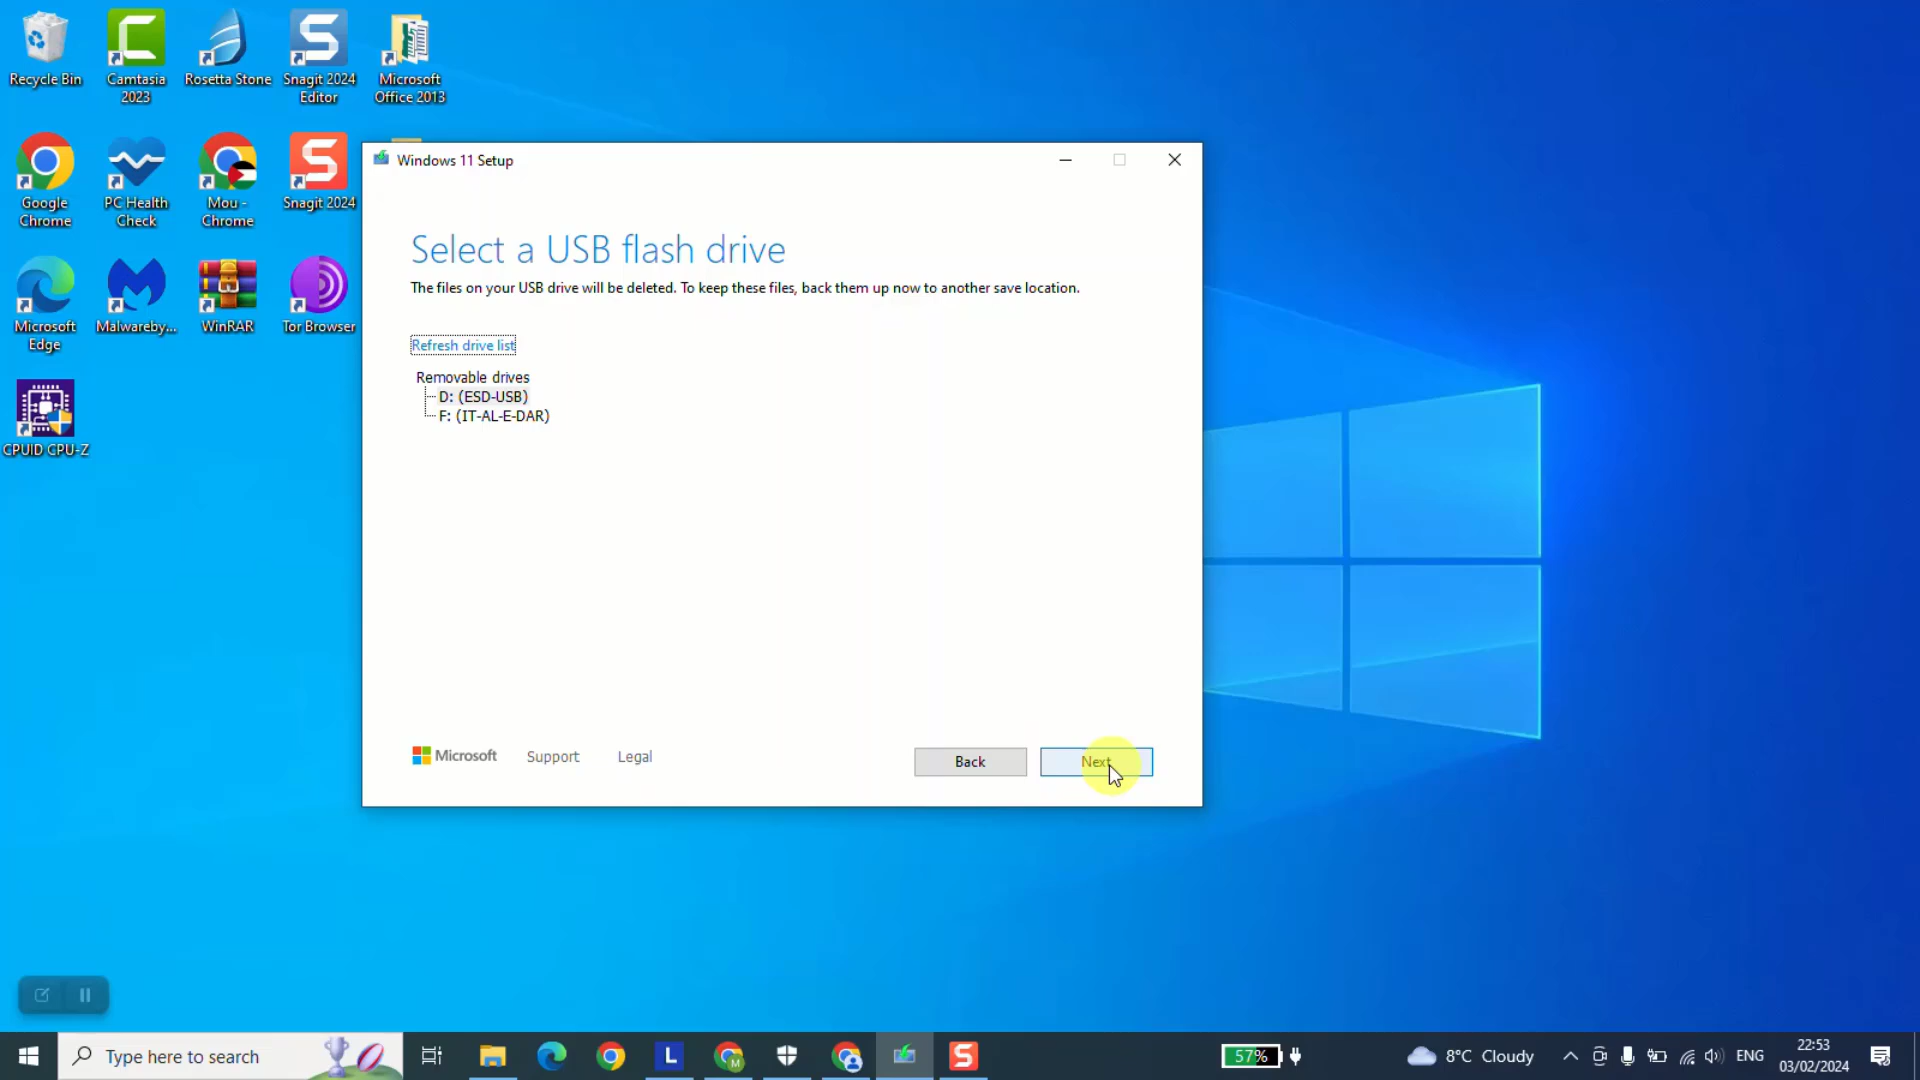 Recycle Bin
Camtasia 2023
Rosetta Stone
Snagit 2024 Editor
Microsoft Office 2013
Google Chrome
PC Health Check
Mou - Chrome
Snagit 2024
Microsoft Edge
Malwareby...
WinRAR
Tor Browser
CPUID CPU-Z
Windows 11 Setup
Select a USB flash drive
The files on your USB drive will be deleted. To keep these files, back them up now to another save location.
Refresh drive list
Removable drives
D: (ESD-USB)
F: (IT-AL-E-DAR)
Microsoft
Support
Legal
Back
Next
Type here to search
L
M
57%
8°C Cloudy
ENG
22:53
03/02/2024